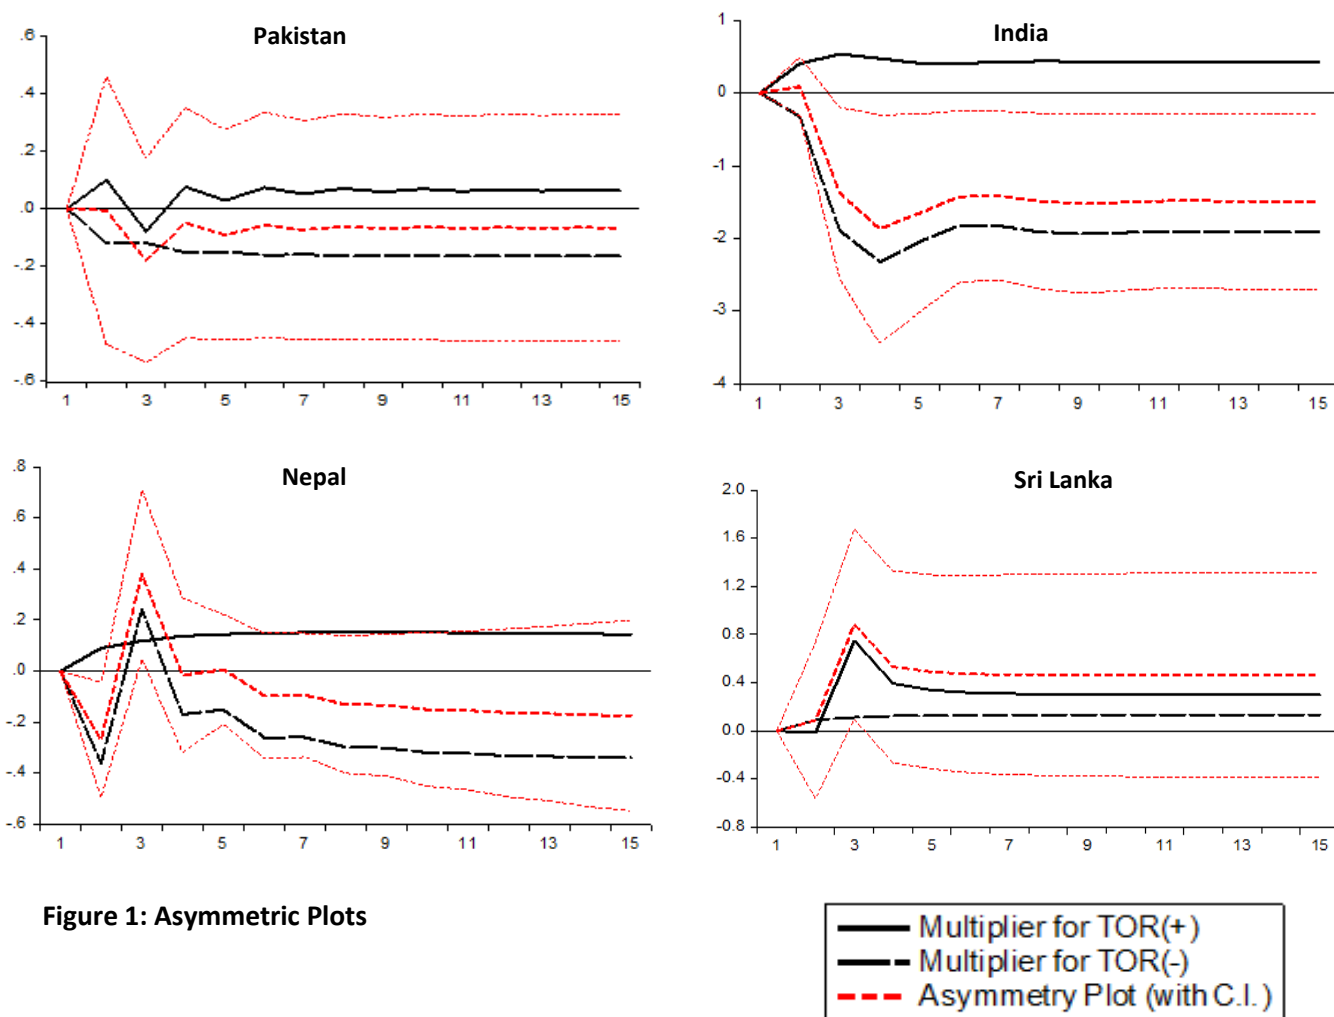 Pakistan
.6
.4
.2
.0
-.2
-.4
-.6
1 3 5 7 9 11 13 15
India
1
0
-1
-2
-3
-4
1 3 5 7 9 11 13 15
Nepal
.8
.6
.4
.2
.0
-.2
-.4
-.6
1 3 5 7 9 11 13 15
Sri Lanka
2.0
1.6
1.2
0.8
0.4
0.0
-0.4
-0.8
1 3 5 7 9 11 13 15
Figure 1: Asymmetric Plots
Multiplier for TOR(+)
Multiplier for TOR(-)
Asymmetry Plot (with C.I.)